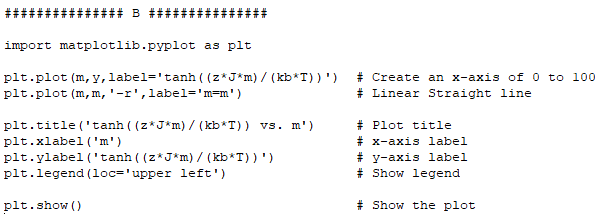 ############### B ###############
import matplotlib.pyplot as plt
plt.plot(m,y,label='tanh((z*J*m)/(kb*T))')  # Create an x-axis of 0 to 100
plt.plot(m,m,'-r',label='m=m')              # Linear Straight line
plt.title('tanh((z*J*m)/(kb*T)) vs. m')     # Plot title
plt.xlabel('m')                             # x-axis label
plt.ylabel('tanh((z*J*m)/(kb*T))')          # y-axis label
plt.legend(loc='upper left')                # Show legend
plt.show()                                  # Show the plot